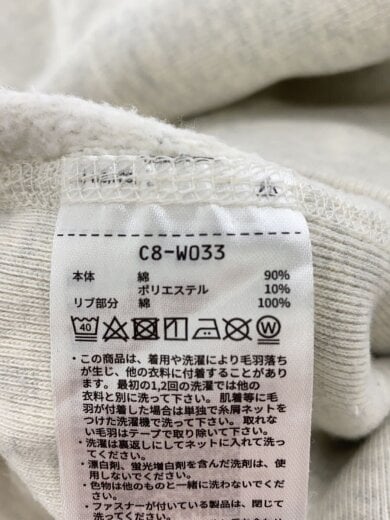 C8-W033
本体 綿 90%
ポリエステル 10%
リブ部分 綿 100%
40 W
・この商品は、着用や洗濯により毛羽落ち
が生じ、他の衣料に付着することがあり
ます。最初の1,2回の洗濯では他の
衣料と別に洗って下さい。肌着等に毛
羽が付着した場合は単独で糸屑ネットを
つけた洗濯機で洗って下さい。取れな
い毛羽はテープで取り除いて下さい。
・洗濯は裏返しにしてネットに入れて洗っ
てください。
・漂白剤、蛍光増白剤を含んだ洗剤は、使
用しないでください。
・色物は他のものと一緒に洗わないでくだ
さい。
・ファスナーが付いている製品は、閉じて
洗ってください。